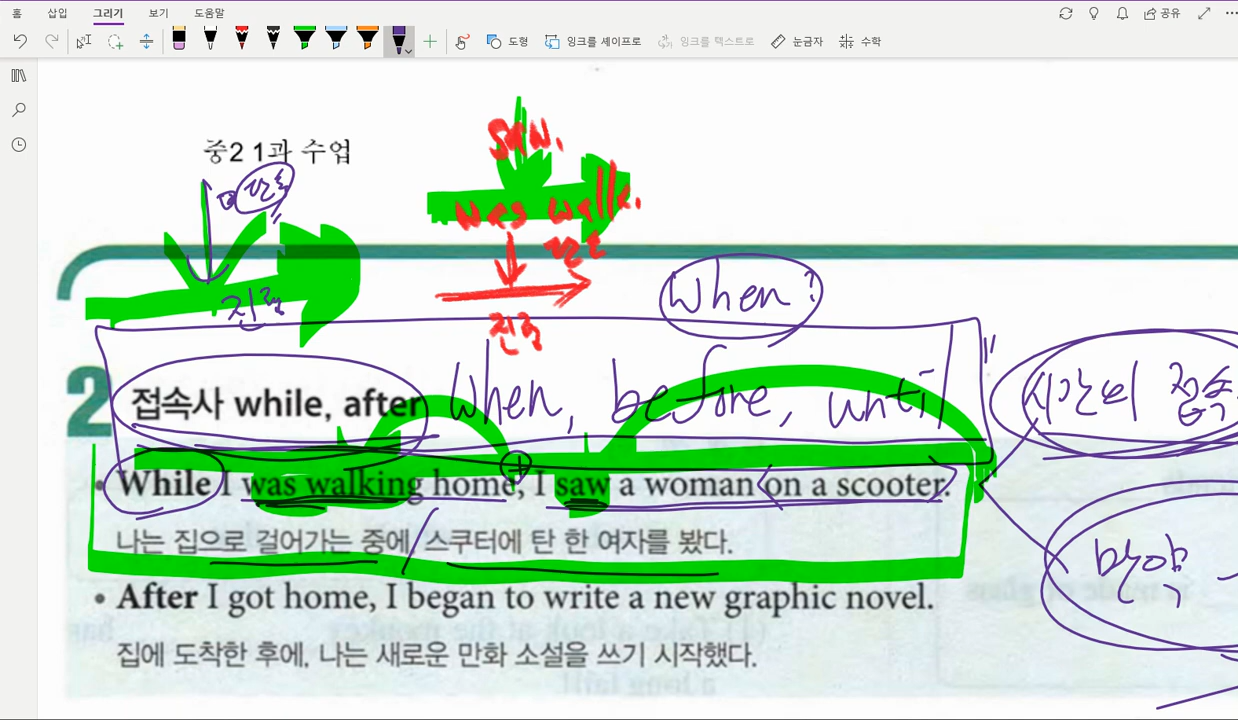 홈 삽입 그리기 보기 도움말
공유
도형 잉크를 셰이프로 잉크를 텍스트로 눈금자 수학
saw.
중2 1과 수업
was walk.
진행
When?
진행
2 접속사 while, after when, before, until
시간의 접속
• While I was walking home, I saw a woman on a scooter.
나는 집으로 걸어가는 중에/스쿠터에 탄 한 여자를 봤다.
• After I got home, I began to write a new graphic novel.
집에 도착한 후에, 나는 새로운 만화 소설을 쓰기 시작했다.